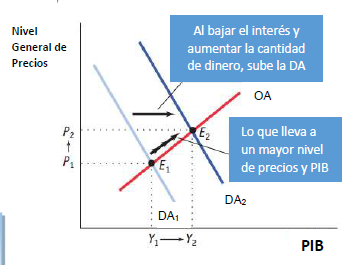 Nivel
General de
Precios
Al bajar el interés y
aumentar la cantidad
de dinero, sube la DA
OA
Lo que lleva a
un mayor nivel
de precios y PIB
P₂
P₁
E₂
E₁
DA₁
DA₂
Y₁ Y₂
PIB